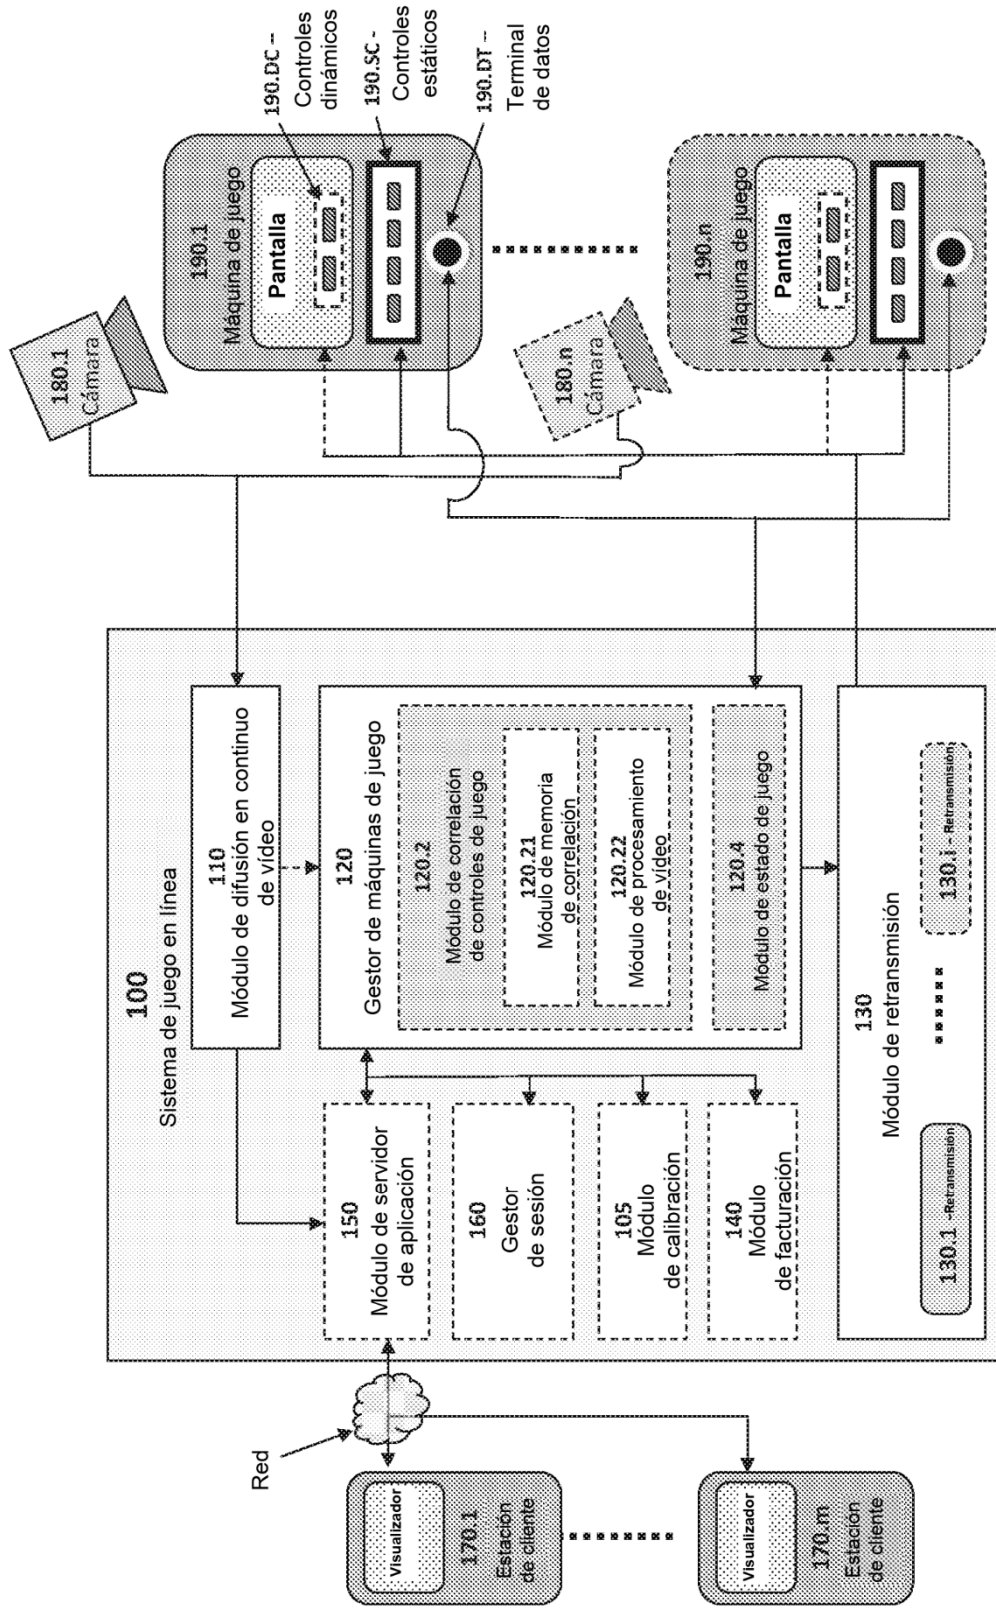 100
Sistema de juego en línea
110
Módulo de difusión en continuo
de vídeo
120
Gestor de máquinas de juego
120.2
Módulo de correlación
de controles de juego
120.21
Módulo de memoria
de correlación
120.22
Módulo de procesamiento
de vídeo
120.4
Módulo de estado de juego
150
Módulo de servidor
de aplicación
160
Gestor
de sesión
105
Módulo
de calibración
140
Módulo
de facturación
130
Módulo de retransmisión
130.1 -Retransmisión
130.i - Retransmisión
Red
Visualizador
170.1
Estación
de cliente
Visualizador
170.m
Estación
de cliente
180.1
Cámara
190.1
Máquina de juego
Pantalla
190.DC –
Controles
dinámicos
190.SC -
Controles
estáticos
190.DT –
Terminal
de datos
180.n
Cámara
190.n
Máquina de juego
Pantalla